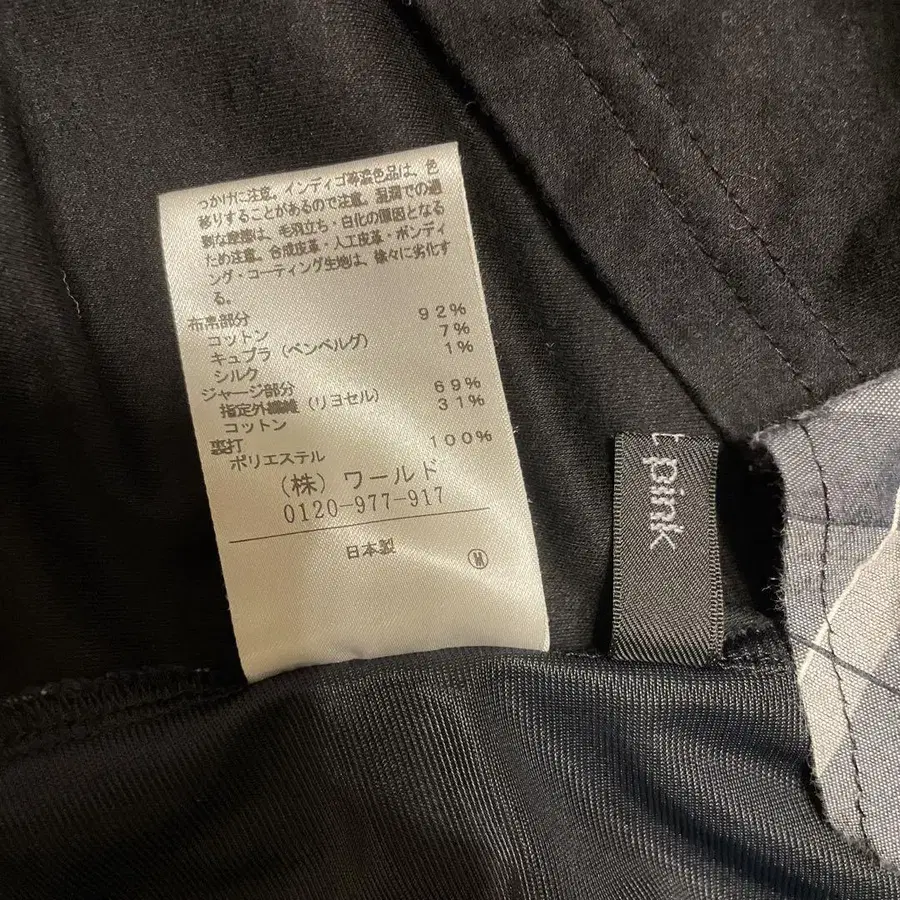 っかけに注意。インディゴ等濃色品は、色
移りすることがあるので注意。湿潤での過
剰な摩擦は、毛羽立ち・白化の原因となる
ため注意。合成皮革・人工皮革・ボンディ
ング・コーティング生地は、徐々に劣化す
る。
布帛部分
コットン 92%
キュプラ(ベンベルグ) 7%
シルク 1%
ジャージ部分
指定外繊維(リヨセル) 69%
コットン 31%
裏打
ポリエステル 100%
(株)ワールド
0120-977-917
日本製
W
t pink